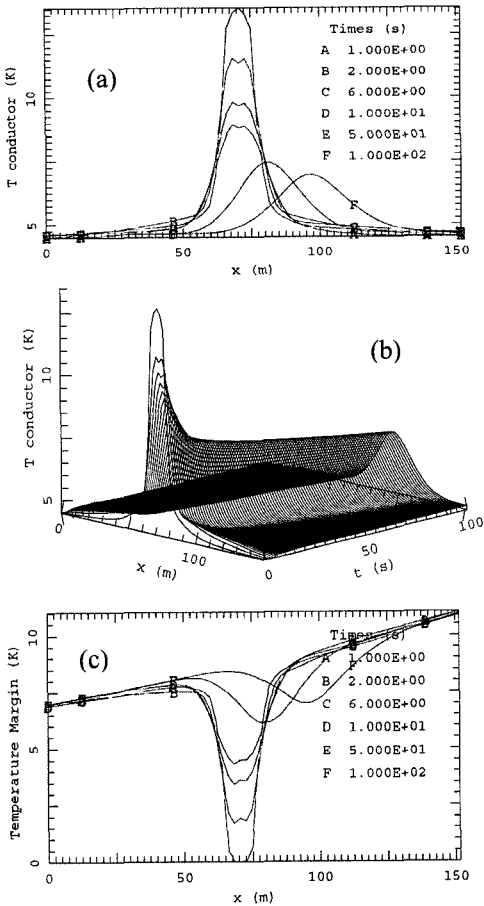 (a)
T conductor (K)
10
5
Times (s)
A 1.000E+00
B 2.000E+00
C 6.000E+00
D 1.000E+01
E 5.000E+01
F 1.000E+02
F
0 50 100 150
x (m)
(b)
T conductor (K)
10
5
0
100
x (m)
0
50
100
t (s)
(c)
Temperature Margin (K)
10
5
0
Times (s)
A 1.000E+00
B 2.000E+00
C 6.000E+00
D 1.000E+01
E 5.000E+01
F 1.000E+02
0 50 100 150
x (m)